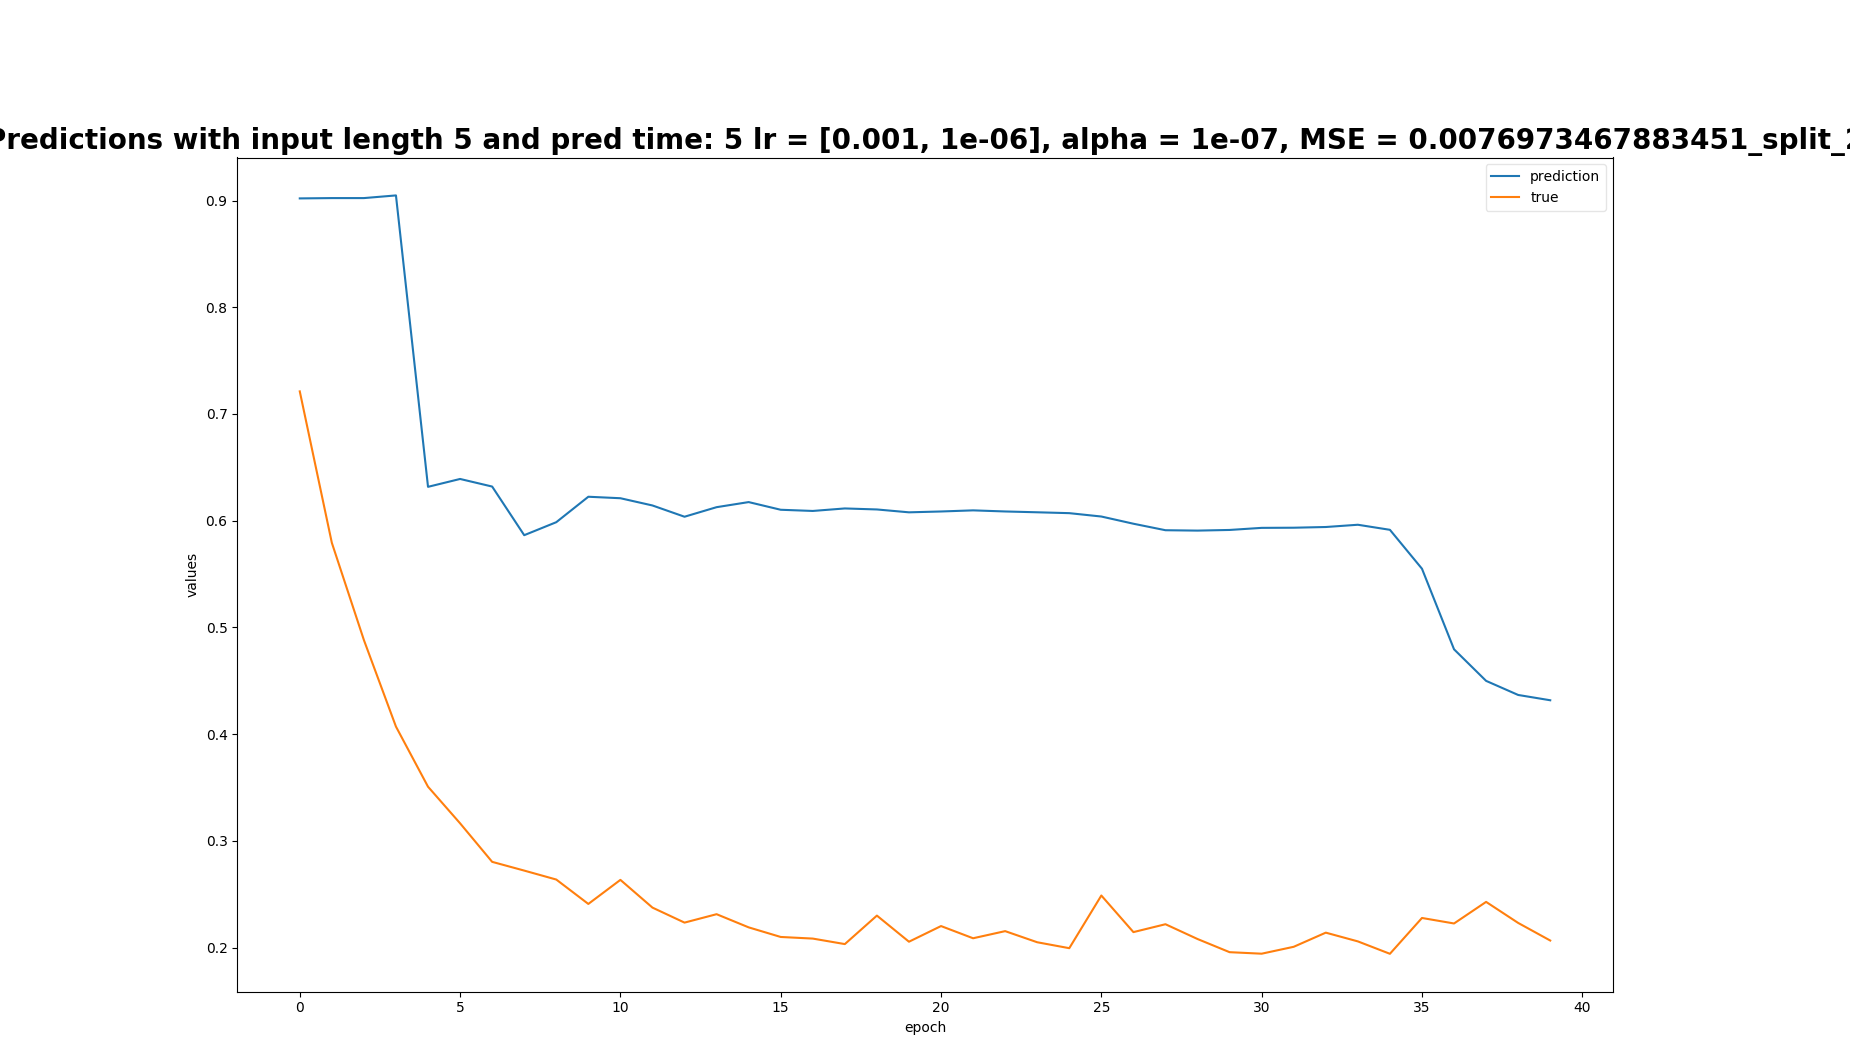 Predictions with input length 5 and pred time: 5 lr = [0.001, 1e-06], alpha = 1e-07, MSE = 0.0076973467883451_split_2
prediction
true
0.9
0.8
0.7
0.6
0.5
0.4
0.3
0.2
values
0 5 10 15 20 25 30 35 40
epoch